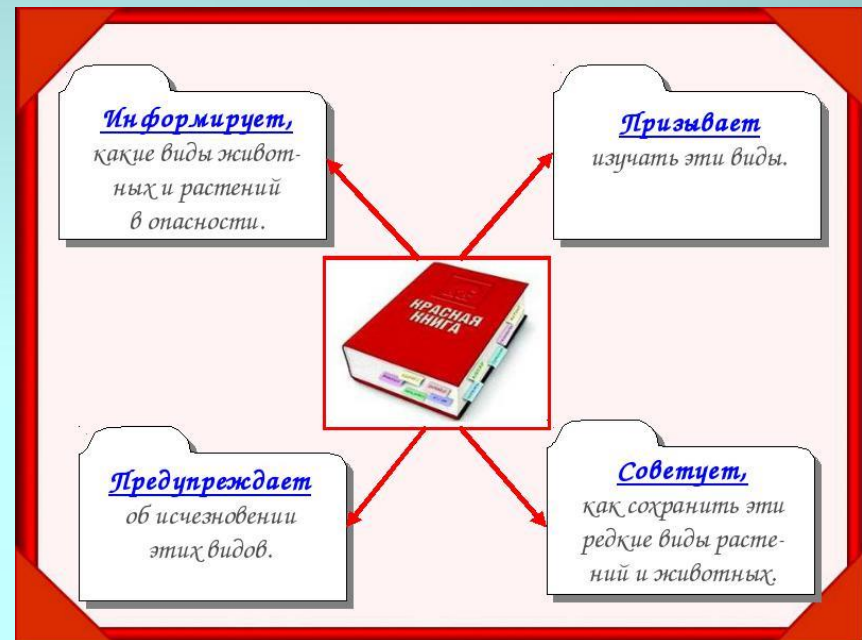 Информирует,
какие виды живот-
ных и растений
в опасности.
Призывает
изучать эти виды.
КРАСНАЯ
КНИГА
Предупреждает
об исчезновении
этих видов.
Советует,
как сохранить эти
редкие виды расте-
ний и животных.